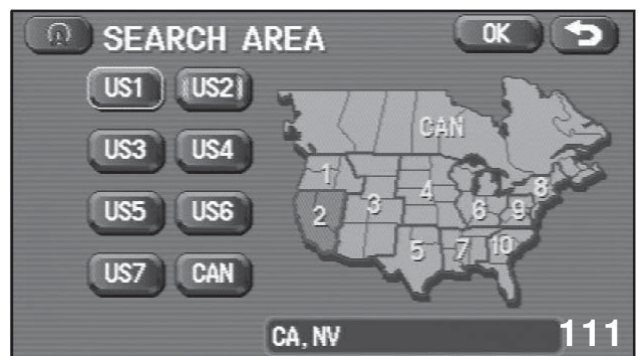 SEARCH AREA OK
US1 US2
CAN
US3 US4
1
4
8
3
2
6
9
US5 US6
10
5
7
US7 CAN
CA, NV
111